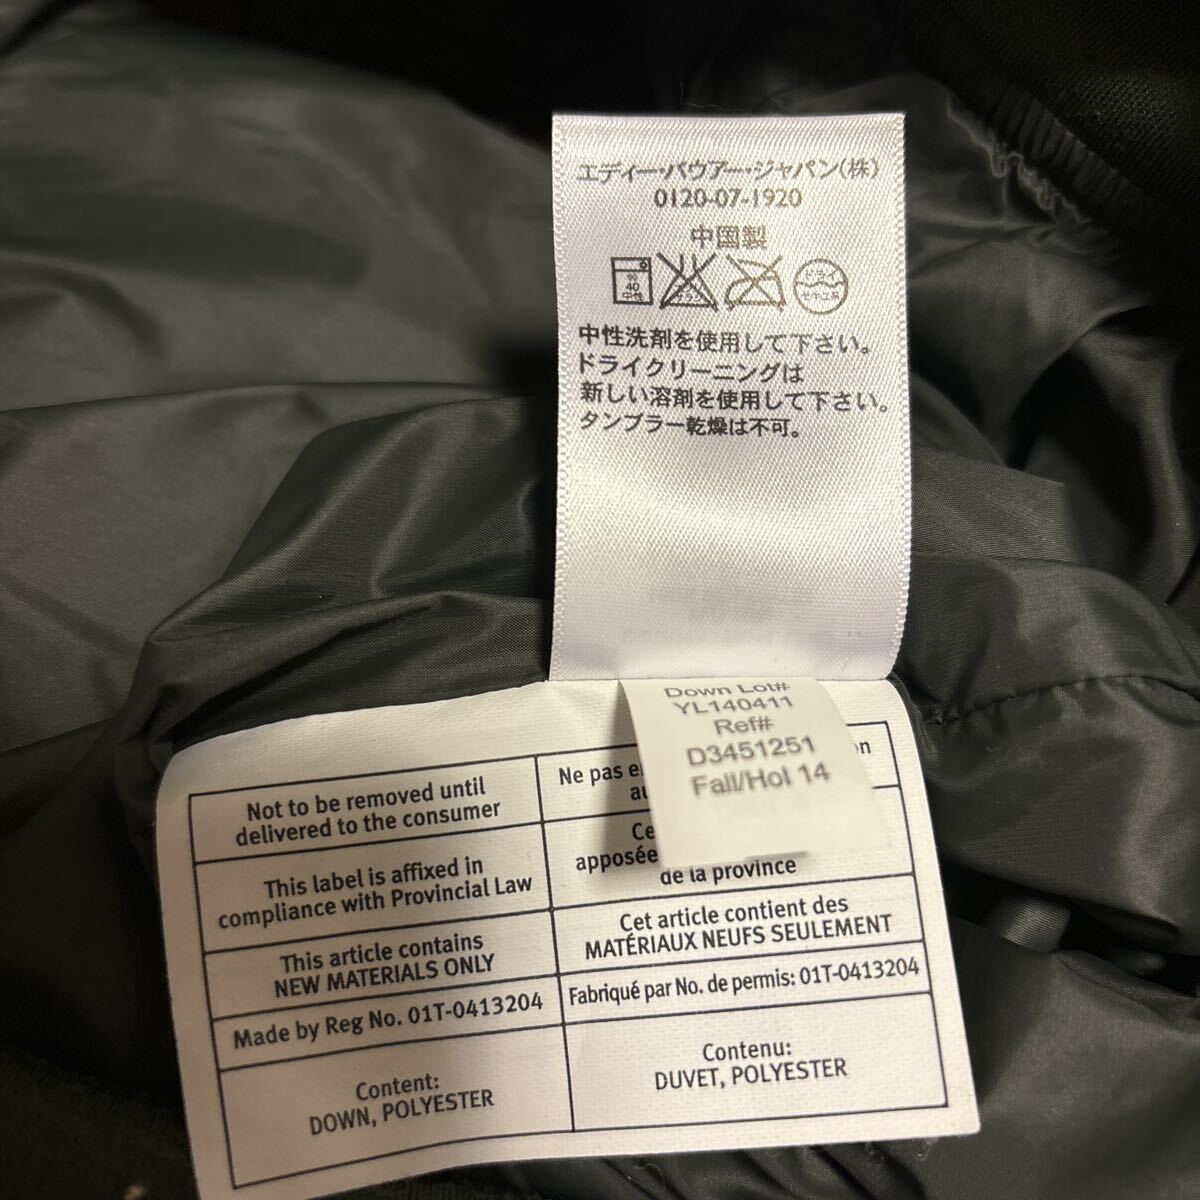 エディー・バウアー・ジャパン(株)
0120-07-1920
中国製
40
中性
ドライ
中性洗剤を使用して下さい。
ドライクリーニングは
新しい溶剤を使用して下さい。
タンブラー乾燥は不可。
Down Lot#
YL140411
Ref#
D3451251
Fall/Hol 14
Not to be removed until
delivered to the consumer
This label is affixed in
compliance with Provincial Law
This article contains
NEW MATERIALS ONLY
Made by Reg No. 01T-0413204
Content:
DOWN, POLYESTER
Ne pas
apposée
de la province
Cet article contient des
MATÉRIAUX NEUFS SEULEMENT
Fabriqué par No. de permis: 01T-0413204
Contenu:
DUVET, POLYESTER